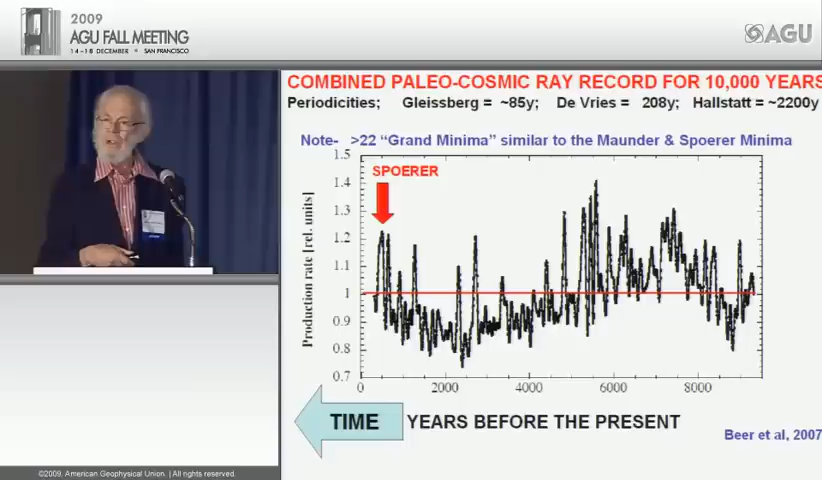 2009
AGU FALL MEETING
14-18 DECEMBER • SAN FRANCISCO
AGU
COMBINED PALEO-COSMIC RAY RECORD FOR 10,000 YEARS
Periodicities; Gleissberg = ~85y; De Vries = 208y; Hallstatt = ~2200y
Note- >22 “Grand Minima” similar to the Maunder & Spoerer Minima
SPOERER
Production rate [rel. units]
1.5
1.4
1.3
1.2
1.1
1
0.9
0.8
0.7
0 2000 4000 6000 8000
TIME YEARS BEFORE THE PRESENT
Beer et al, 2007
©2009. American Geophysical Union. | All rights reserved.